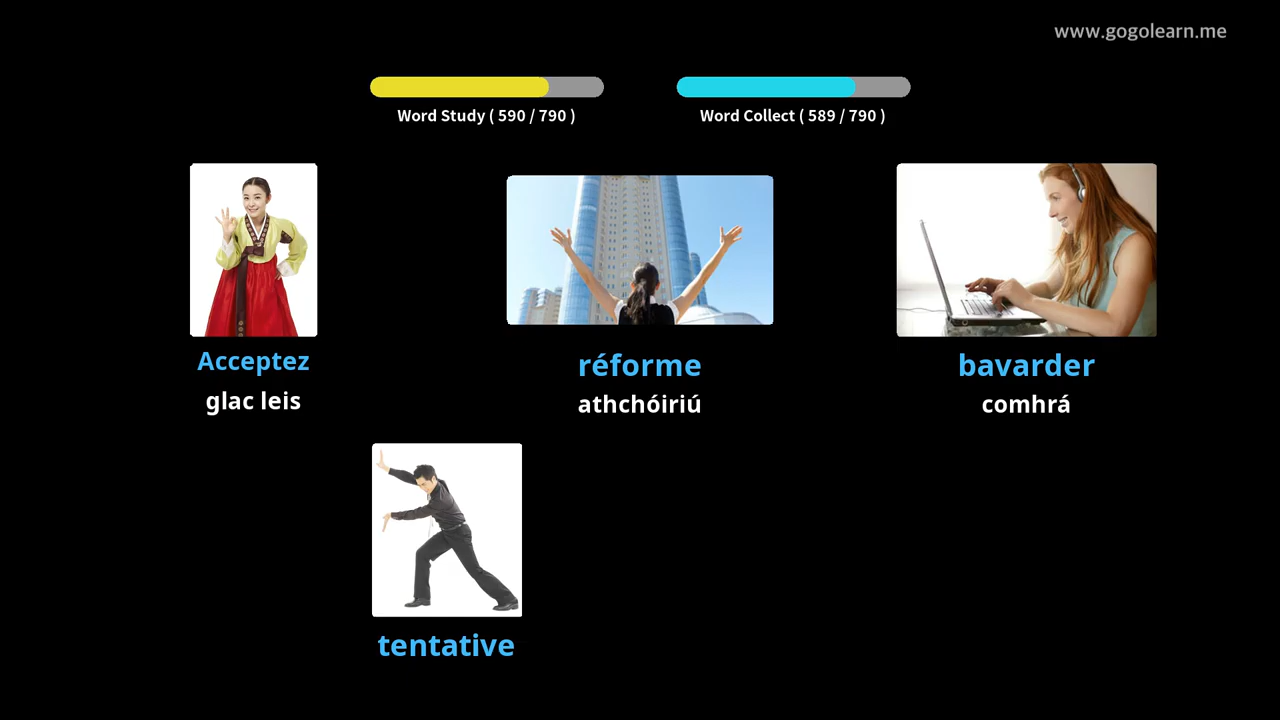 www.gogolearn.me
Word Study ( 590 / 790 )
Word Collect ( 589 / 790 )
Acceptez
glac leis
réforme
athchóiriú
bavarder
comhrá
tentative